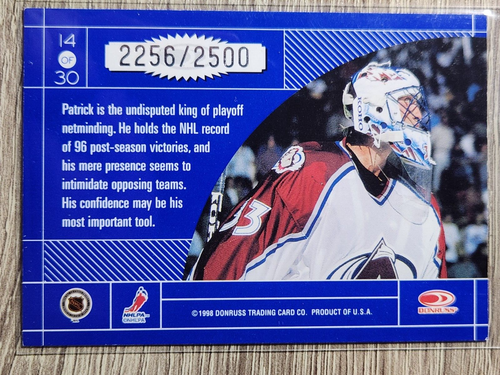 14
OF
30
2256/2500
Patrick is the undisputed king of playoff
netminding. He holds the NHL record
of 96 post-season victories, and
his mere presence seems to
intimidate opposing teams.
His confidence may be his
most important tool.
KOHO
33
NHLPA
©1998 DONRUSS TRADING CARD CO. PRODUCT OF U.S.A.
DONRUSS